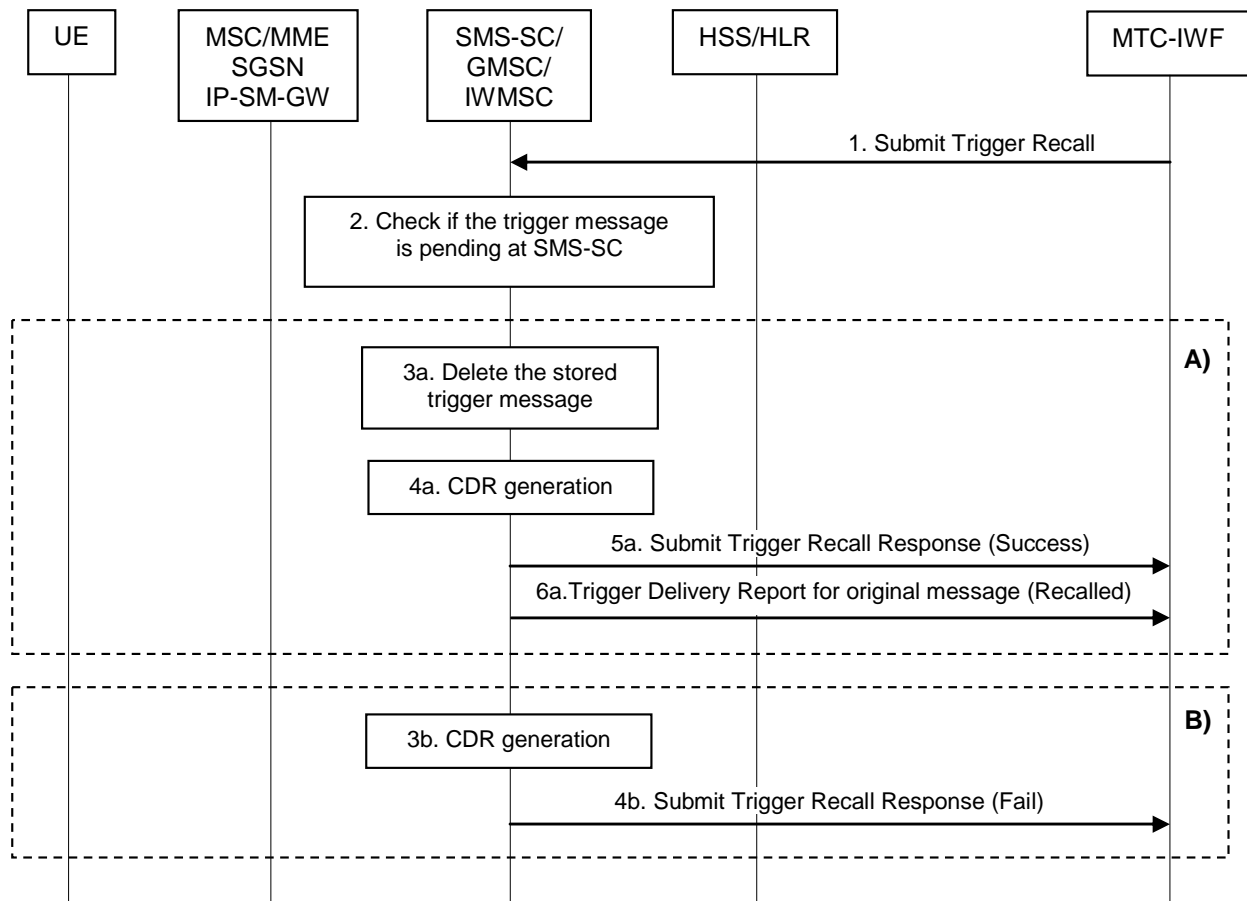 UE
MSC/MME
SGSN
IP-SM-GW
SMS-SC/
GMSC/
IWMSC
HSS/HLR
MTC-IWF
1. Submit Trigger Recall
2. Check if the trigger message
is pending at SMS-SC
A)
3a. Delete the stored
trigger message
4a. CDR generation
5a. Submit Trigger Recall Response (Success)
6a.Trigger Delivery Report for original message (Recalled)
B)
3b. CDR generation
4b. Submit Trigger Recall Response (Fail)